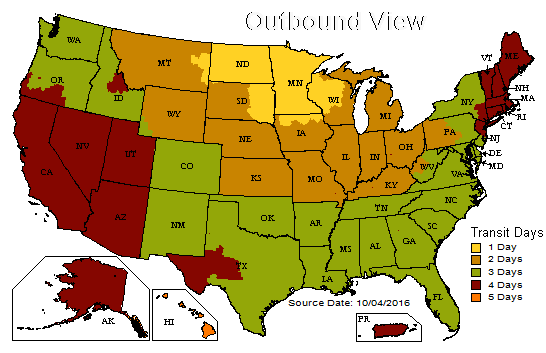 Outbound View
WA
MT
ND
MN
VT
ME
OR
ID
SD
WI
MI
NY
NH
MA
WY
RI
CT
NE
IA
PA
NJ
NV
UT
CO
IL
IN
OH
DE
CA
KS
MO
KY
WV
VA
MD
AZ
NM
OK
AR
TN
NC
SC
TX
MS
AL
GA
LA
FL
Transit Days
1 Day
2 Days
3 Days
4 Days
5 Days
Source Date: 10/04/2016
AK
HI
PR